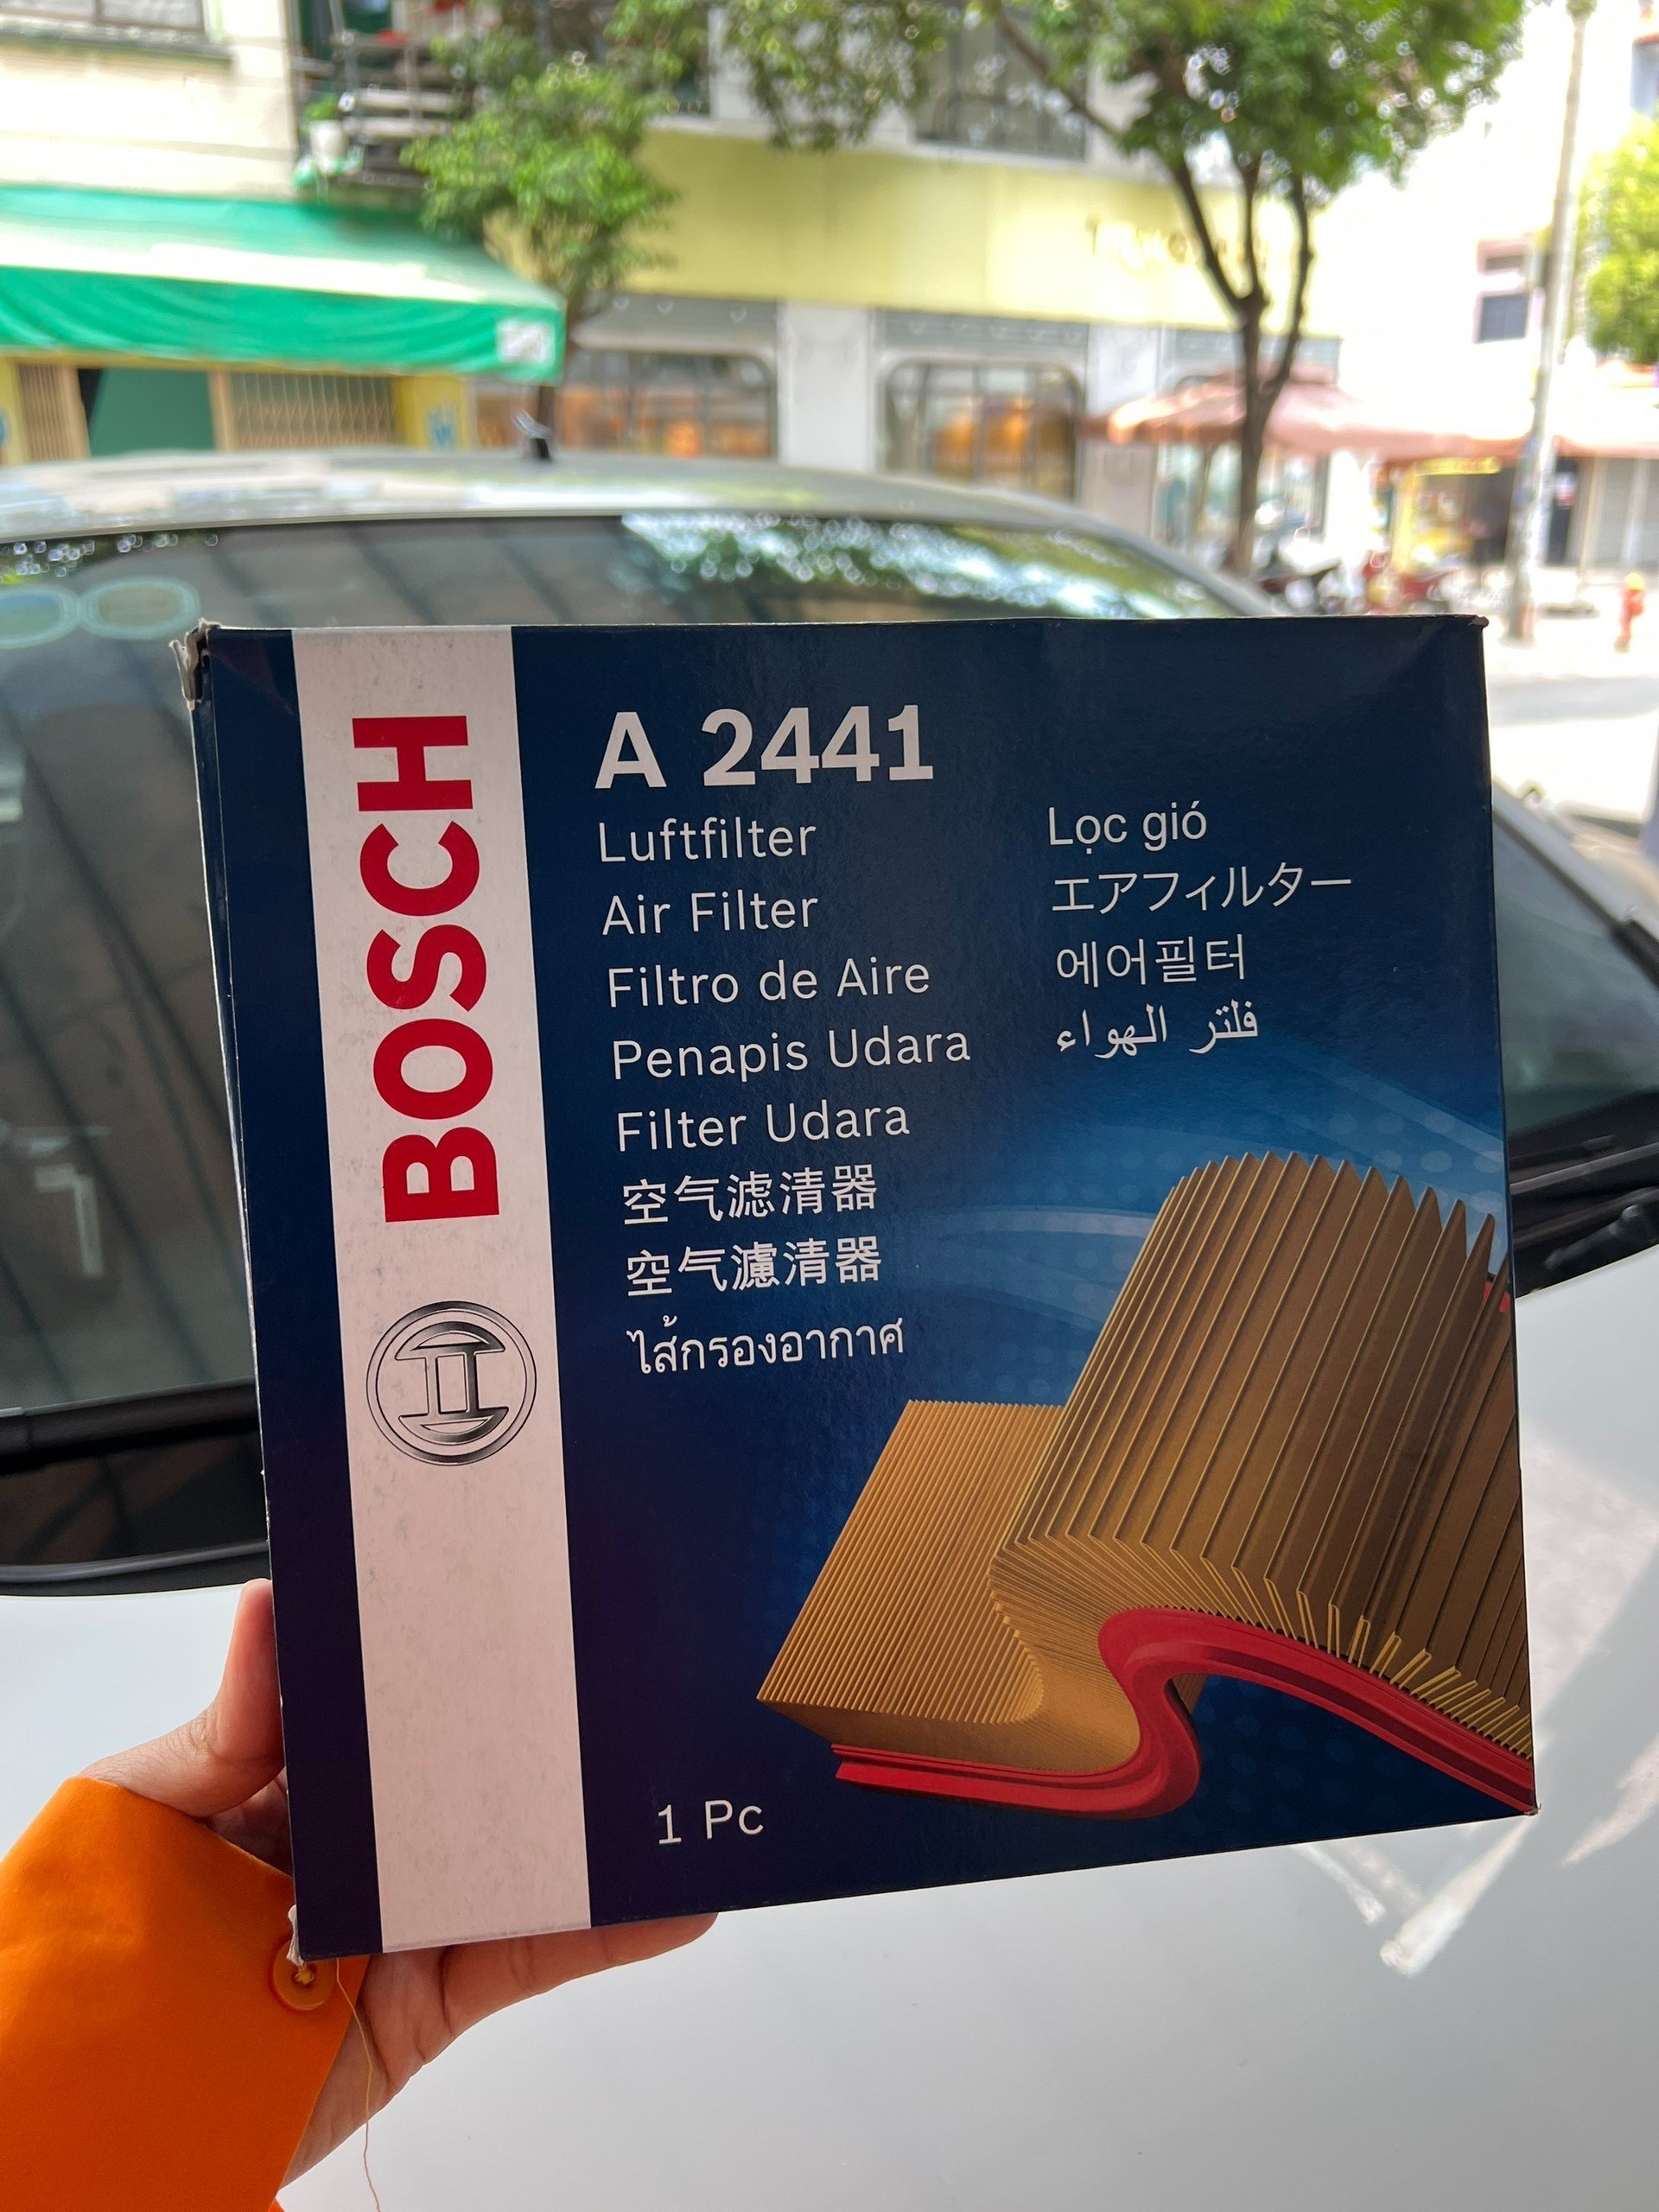 BOSCH
A 2441
Luftfilter
Air Filter
Filtro de Aire
Penapis Udara
Filter Udara
空气滤清器
空气濾清器
ไส้กรองอากาศ
Lọc gió
エアフィルター
에어필터
فلتر الهواء
1 Pc